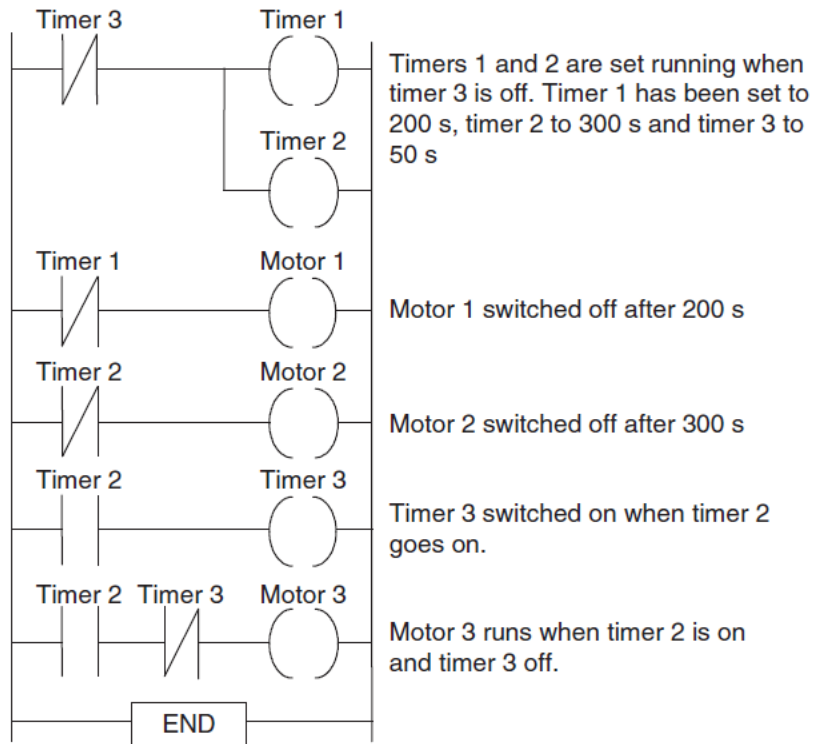 Timer 3
Timer 1
Timers 1 and 2 are set running when
timer 3 is off. Timer 1 has been set to
200 s, timer 2 to 300 s and timer 3 to
50 s
Timer 2
Timer 1
Motor 1
Motor 1 switched off after 200 s
Timer 2
Motor 2
Motor 2 switched off after 300 s
Timer 2
Timer 3
Timer 3 switched on when timer 2
goes on.
Timer 2
Timer 3
Motor 3
Motor 3 runs when timer 2 is on
and timer 3 off.
END